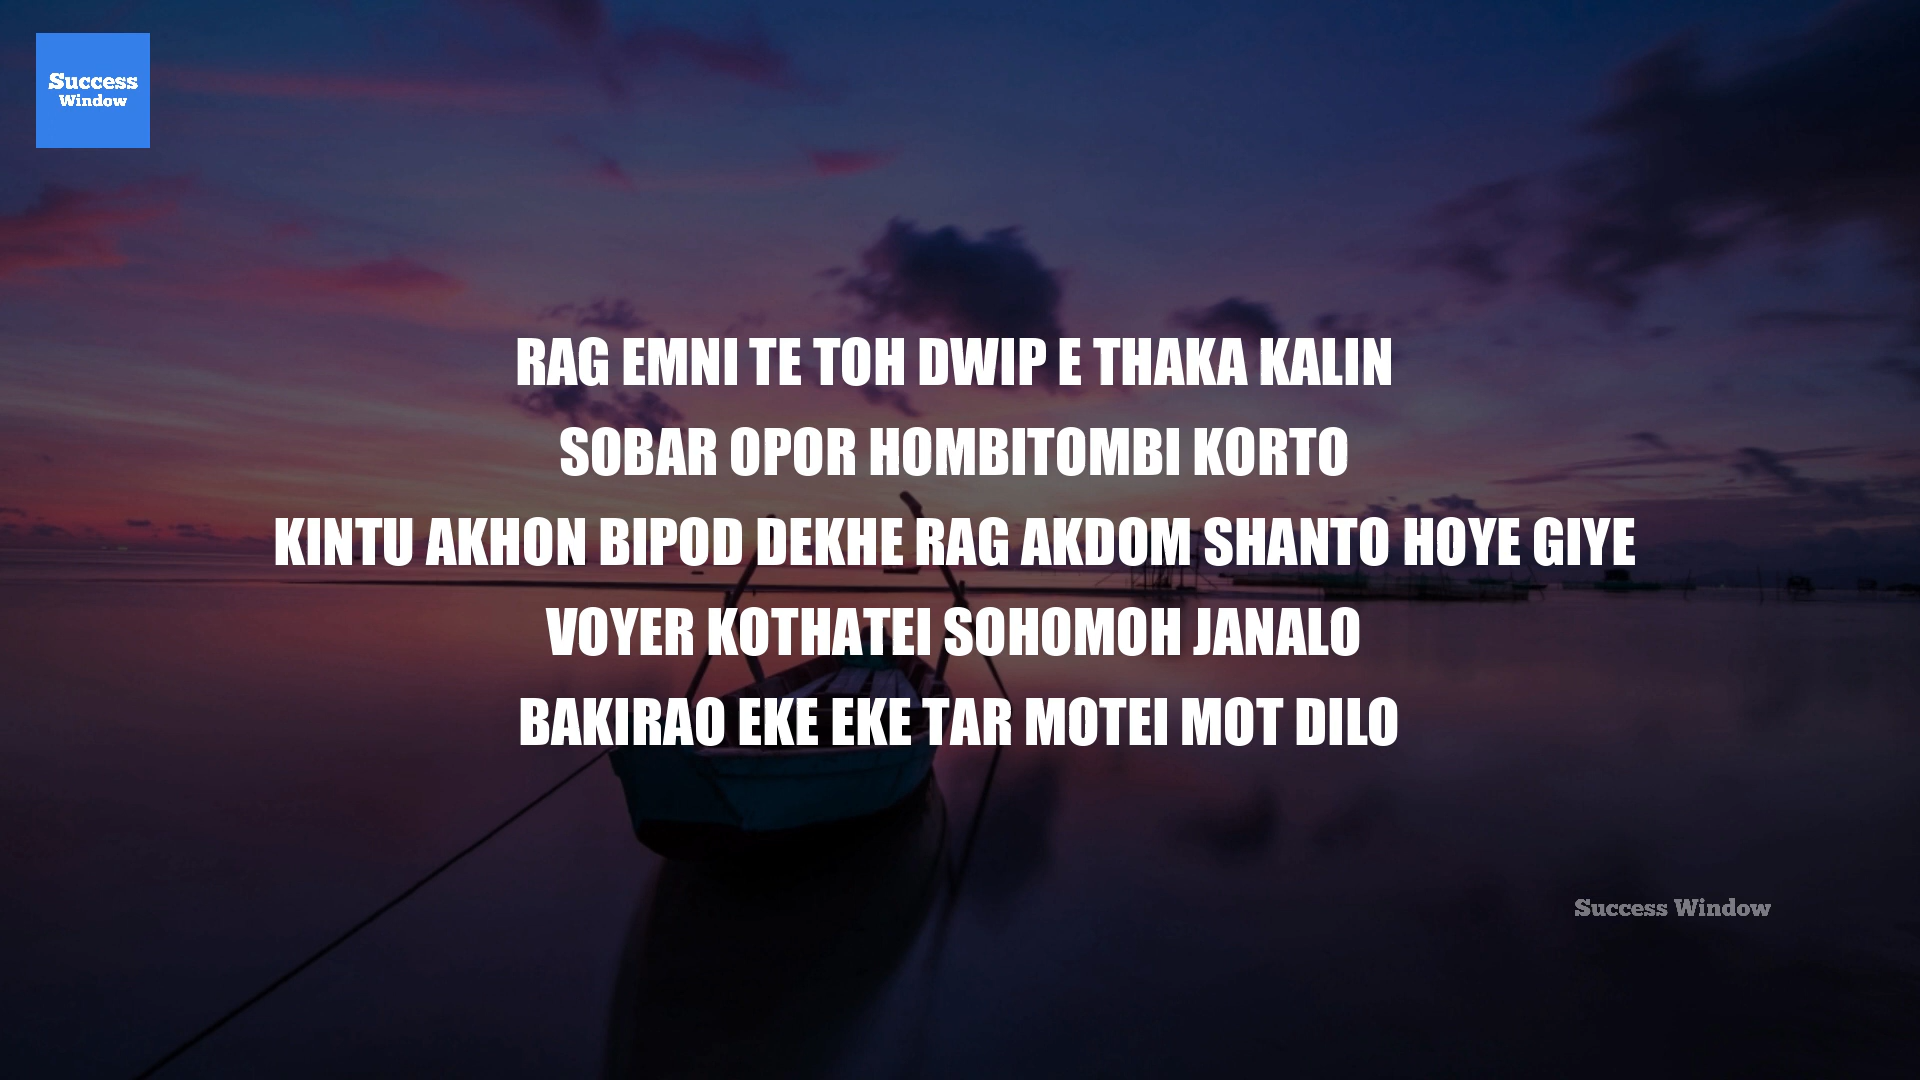 Success
Window
RAG EMNI TE TOH DWIP E THAKA KALIN
SOBAR OPOR HOMBITOMBI KORTO
KINTU AKHON BIPOD DEKHE RAG AKDOM SHANTO HOYE GIYE
VOYER KOTHATEI SOHOMOH JANALO
BAKIRAO EKE EKE TAR MOTEI MOT DILO
Success Window